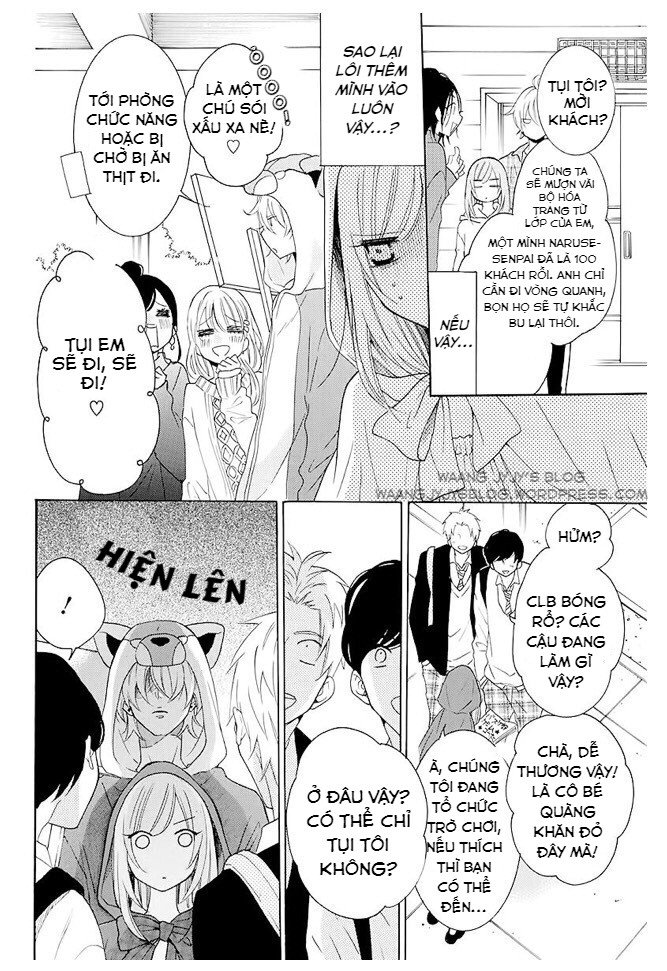 TỤI TÔI?
MỜI
KHÁCH?
CHÚNG TA
SẼ MƯỢN VÀI
BỘ HÓA
TRANG TỪ
LỚP CỦA EM,
MỘT MÌNH NARUSE-
SENPAI ĐÃ LÀ 100
KHÁCH RỒI. ANH CHỈ
CẦN ĐI VÒNG QUANH,
BỌN HỌ SẼ TỰ KHẮC
BU LẠI THÔI.
NẾU
VẬY...
SAO LẠI
LÔI THÊM
MÌNH VÀO
LUÔN
VẬY...?
LÀ MỘT
CHÚ SÓI
XẤU XA NÈ!
♡
TỚI PHÒNG
CHỨC NĂNG
HOẶC BỊ
CHỜ BỊ ĂN
THỊT ĐI.
TỤI EM
SẼ ĐI, SẼ
ĐI!
♡
WAANG JYJY'S BLOG
WAANGJYJYBLOG.WORDPRESS.COM
HỬM?
CLB BÓNG
RỔ? CÁC
CẬU ĐANG
LÀM GÌ
VẬY?
CHÀ, DỄ
THƯƠNG VẬY!
LÀ CÔ BÉ
QUÀNG
KHĂN ĐỎ
ĐÂY MÀ!
À, CHÚNG
TÔI ĐANG
TỔ CHỨC
TRÒ CHƠI,
NẾU THÍCH
THÌ BẠN
CÓ THỂ
ĐẾN...
Ở ĐÂU VẬY?
CÓ THỂ CHỈ
TỤI TÔI
KHÔNG?
HIỆN LÊN
!